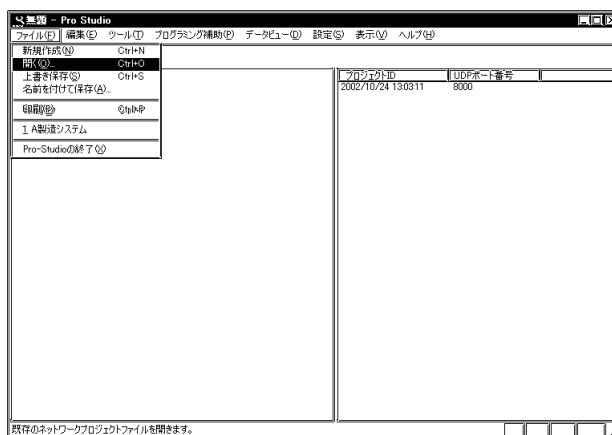 無題 - Pro Studio
ファイル(F) 編集(E) ツール(T) プログラミング補助(P) データビュー(D) 設定(S) 表示(V) ヘルプ(H)
新規作成(N) Ctrl+N
開く(O)... Ctrl+O
上書き保存(S) Ctrl+S
名前を付けて保存(A)...
印刷(P) Ctrl+P
1 A製造システム
Pro-Studioの終了(X)
プロジェクトID UDPポート番号
2002/10/24 13:03:11 8000
既存のネットワークプロジェクトファイルを開きます。